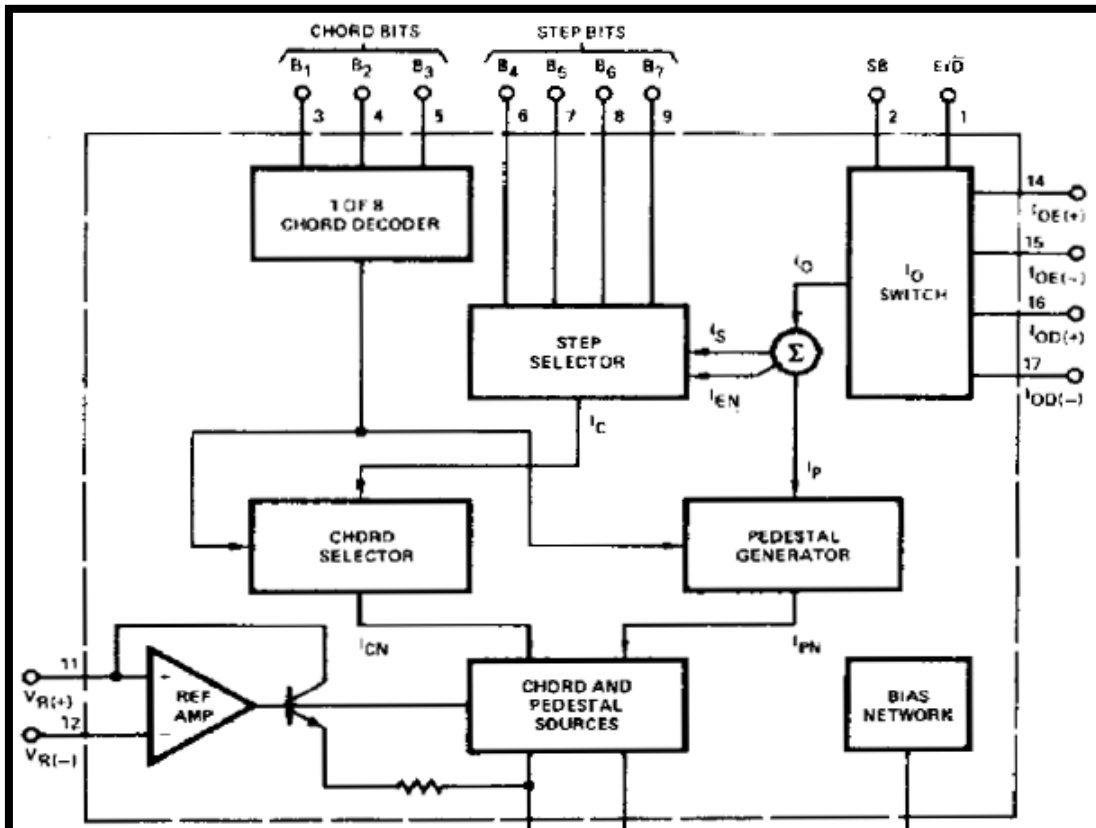 CHORD BITS
STEP BITS
B1 B2 B3
B4 B5 B6 B7
SB E/D̅
3 4 5 6 7 8 9 2 1
1 OF 8
CHORD DECODER
14
IOE(+)
15
IOE(−)
16
IOD(+)
17
IOD(−)
IO
IO
SWITCH
STEP
SELECTOR
IS
Σ
IEN
IC
IP
CHORD
SELECTOR
PEDESTAL
GENERATOR
ICN
IPN
11
VR(+)
12
VR(−)
+
−
REF
AMP
CHORD AND
PEDESTAL
SOURCES
BIAS
NETWORK